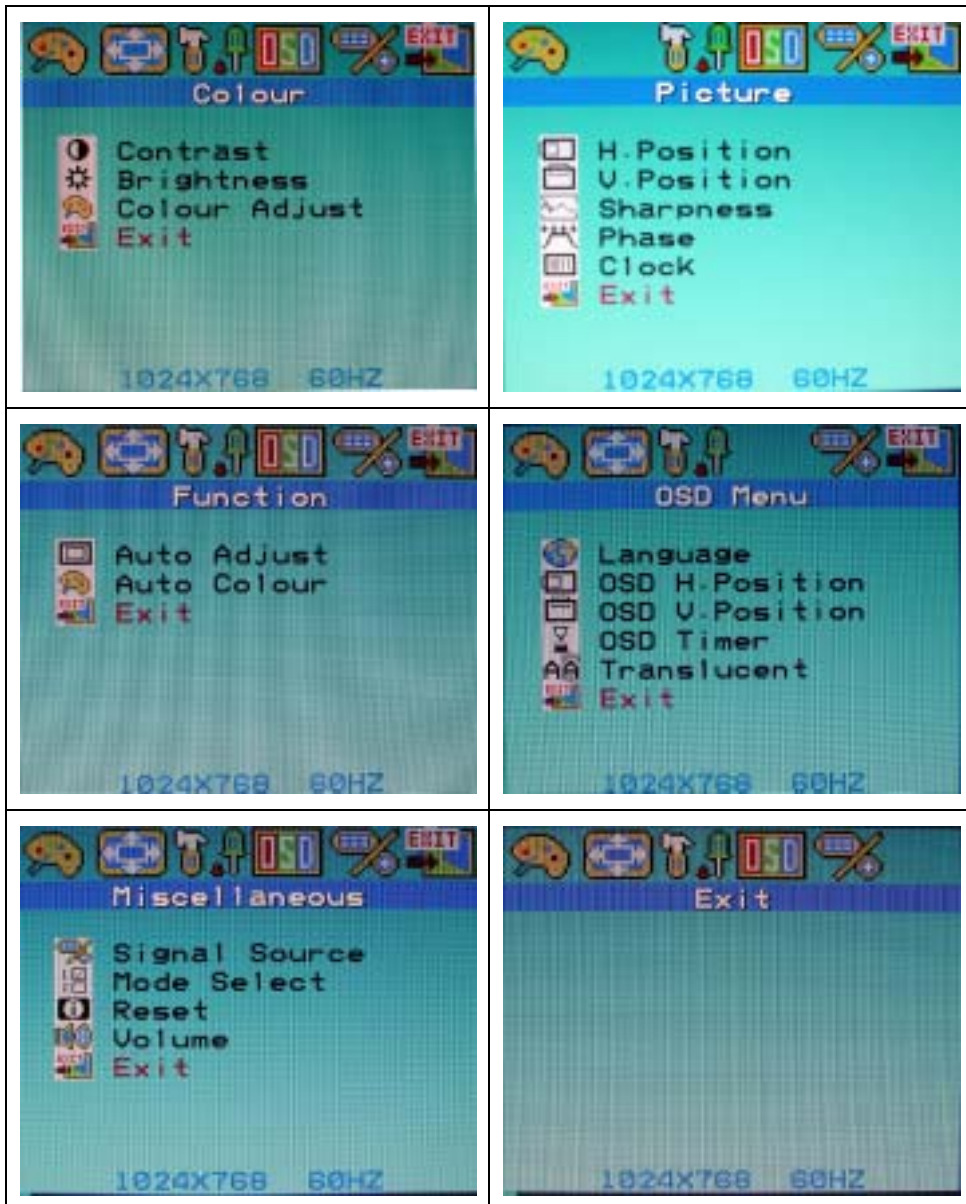 EXIT
OSD
Colour
Contrast
Brightness
Colour Adjust
Exit
1024X768 60HZ
EXIT
OSD
Picture
H.Position
V.Position
Sharpness
Phase
Clock
Exit
1024X768 60HZ
EXIT
OSD
Function
Auto Adjust
Auto Colour
Exit
1024X768 60HZ
EXIT
OSD Menu
Language
OSD H.Position
OSD V.Position
OSD Timer
AA Translucent
Exit
1024X768 60HZ
EXIT
OSD
Miscellaneous
Signal Source
Mode Select
Reset
Volume
Exit
1024X768 60HZ
OSD
Exit
1024X768 60HZ